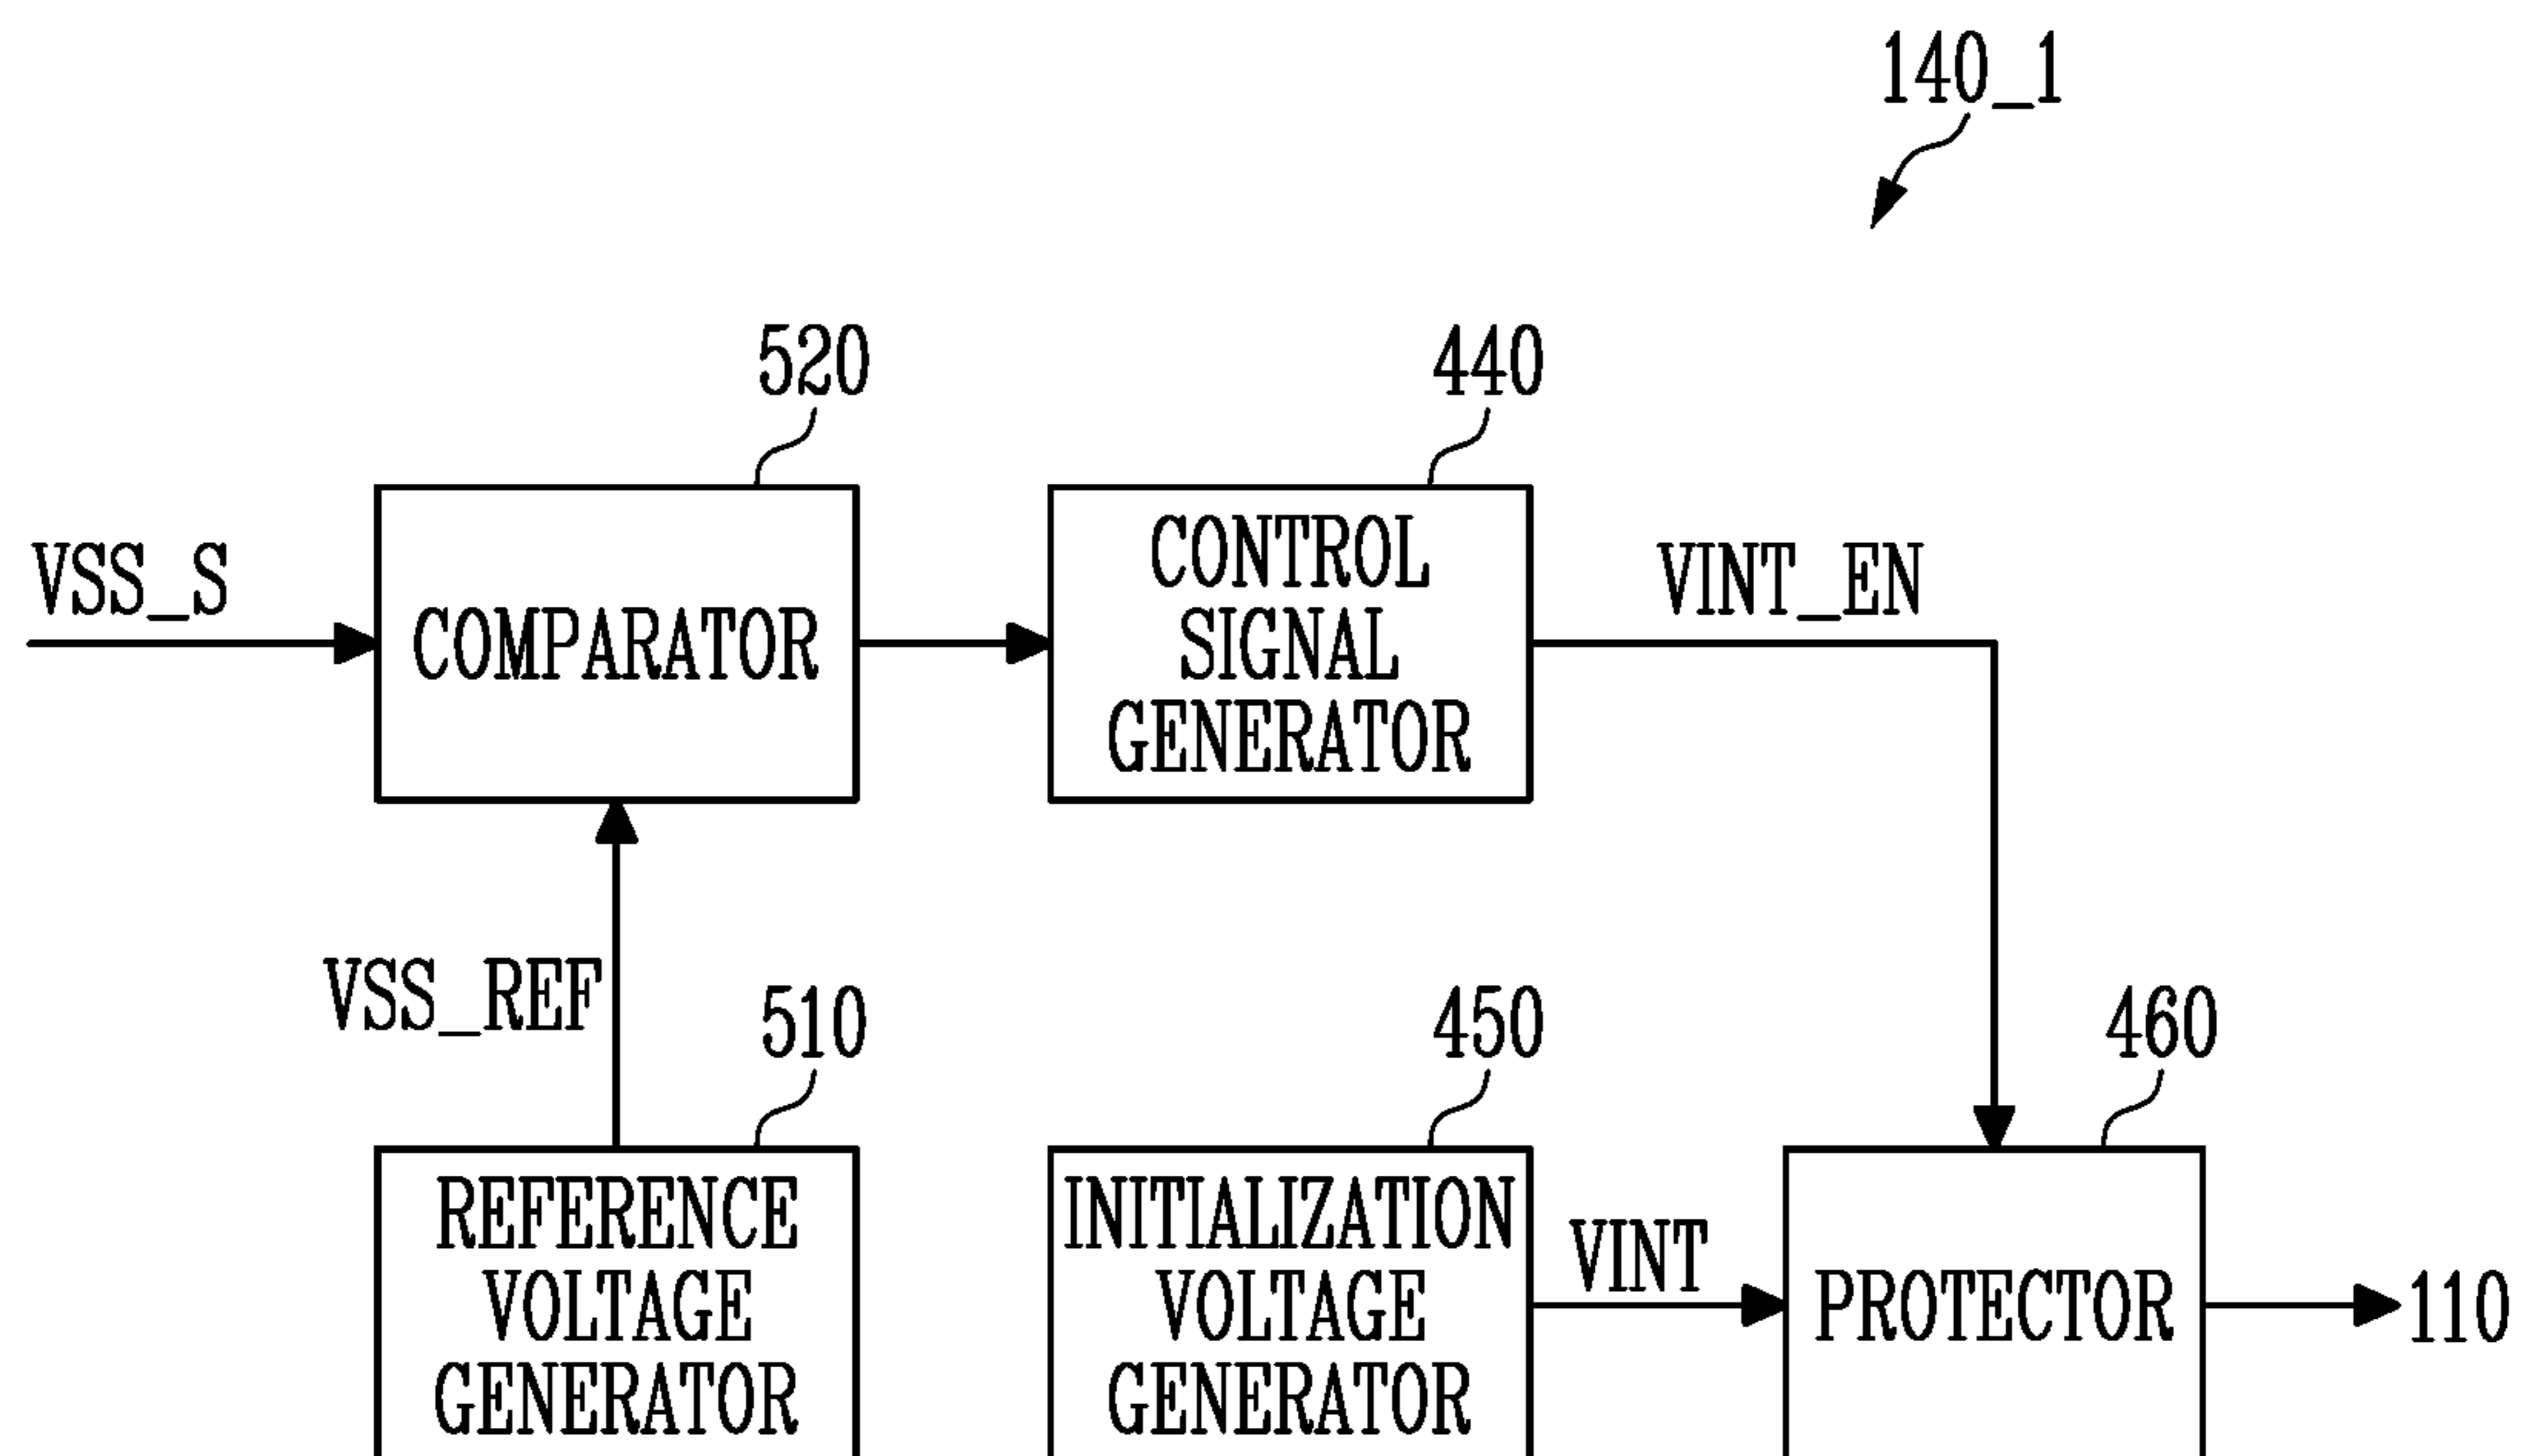 140_1
520
440
VSS_S
COMPARATOR
CONTROL
SIGNAL
GENERATOR
VINT_EN
VSS_REF
510
450
460
REFERENCE
VOLTAGE
GENERATOR
INITIALIZATION
VOLTAGE
GENERATOR
VINT
PROTECTOR
110